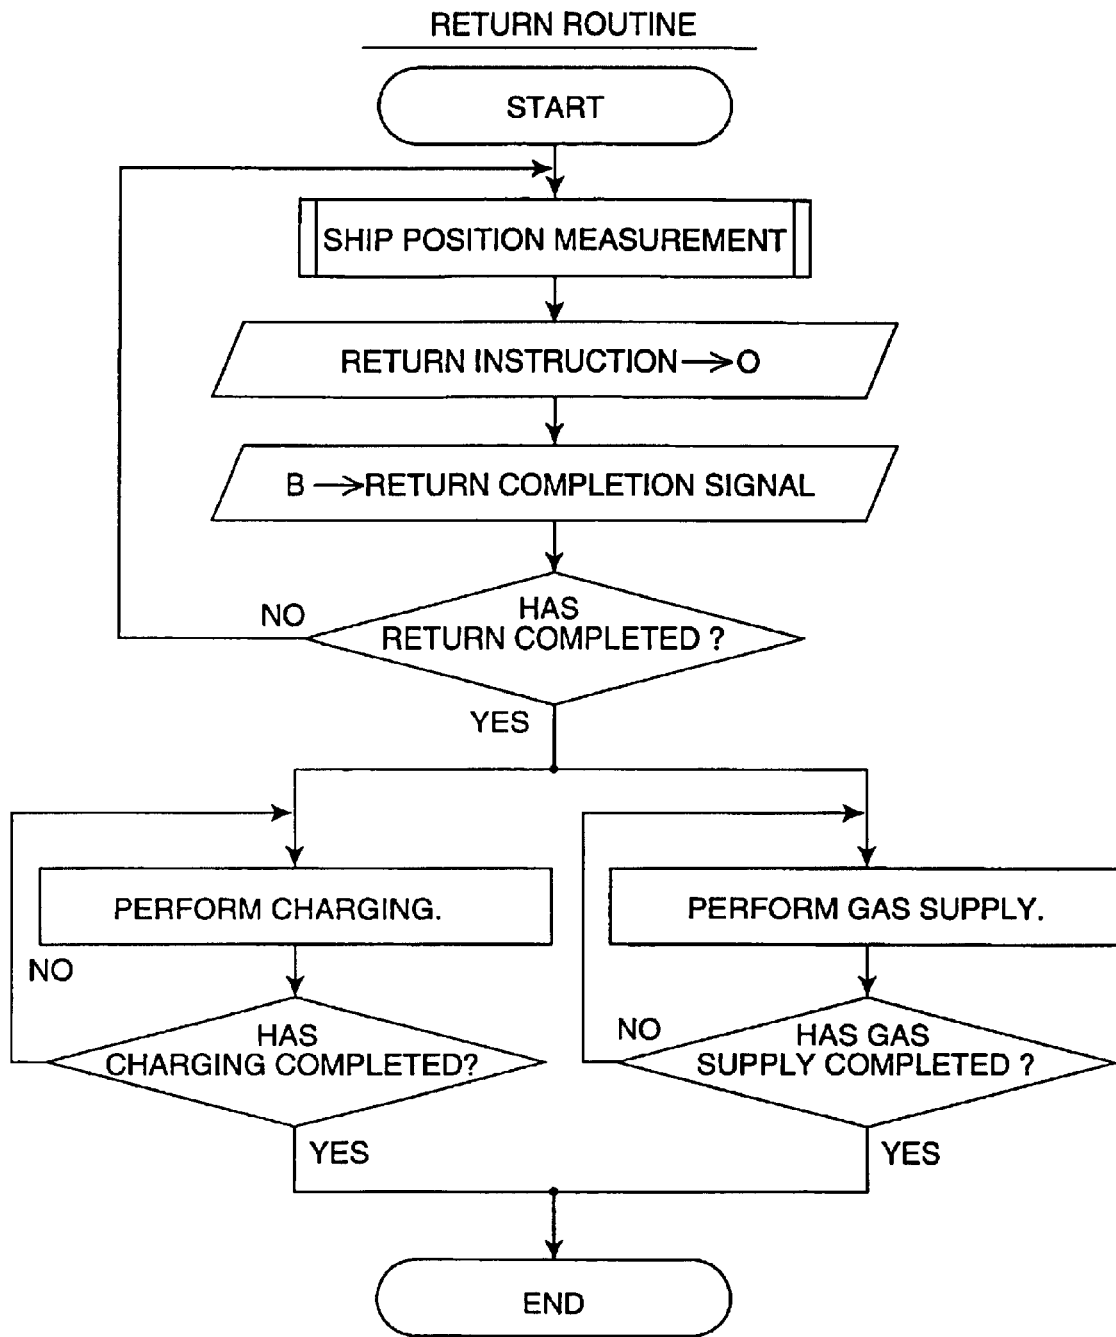 RETURN ROUTINE
START
SHIP POSITION MEASUREMENT
RETURN INSTRUCTION→O
B→RETURN COMPLETION SIGNAL
NO
HAS
RETURN COMPLETED ?
YES
PERFORM CHARGING.
PERFORM GAS SUPPLY.
NO
HAS
CHARGING COMPLETED?
NO
HAS GAS
SUPPLY COMPLETED ?
YES
YES
END